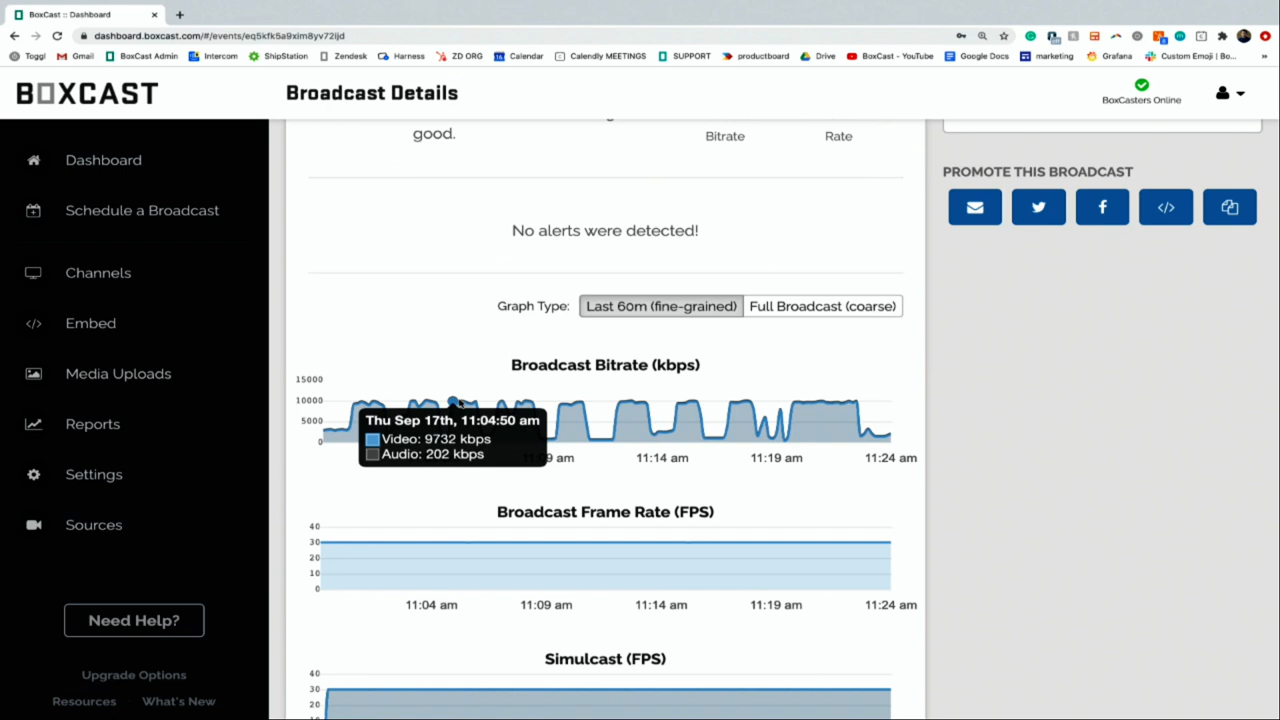 BoxCast :: Dashboard
dashboard.boxcast.com/#/events/eq5kfk5a9xim8yv72ijd
Toggl Gmail BoxCast Admin Intercom ShipStation Zendesk Harness ZD ORG Calendar Calendly MEETINGS SUPPORT productboard Drive BoxCast - YouTube Google Docs marketing Grafana Custom Emoji | Bo...
BOXCAST
Broadcast Details
BoxCasters Online
Dashboard
Schedule a Broadcast
Channels
Embed
Media Uploads
Reports
Settings
Sources
Need Help?
Upgrade Options
Resources What's New
good.
Bitrate Rate
No alerts were detected!
Graph Type: Last 60m (fine-grained) Full Broadcast (coarse)
Broadcast Bitrate (kbps)
15000
10000
5000
0
Thu Sep 17th, 11:04:50 am
Video: 9732 kbps
Audio: 202 kbps
09 am 11:14 am 11:19 am 11:24 am
Broadcast Frame Rate (FPS)
40
30
20
10
0
11:04 am 11:09 am 11:14 am 11:19 am 11:24 am
Simulcast (FPS)
40
30
20
PROMOTE THIS BROADCAST